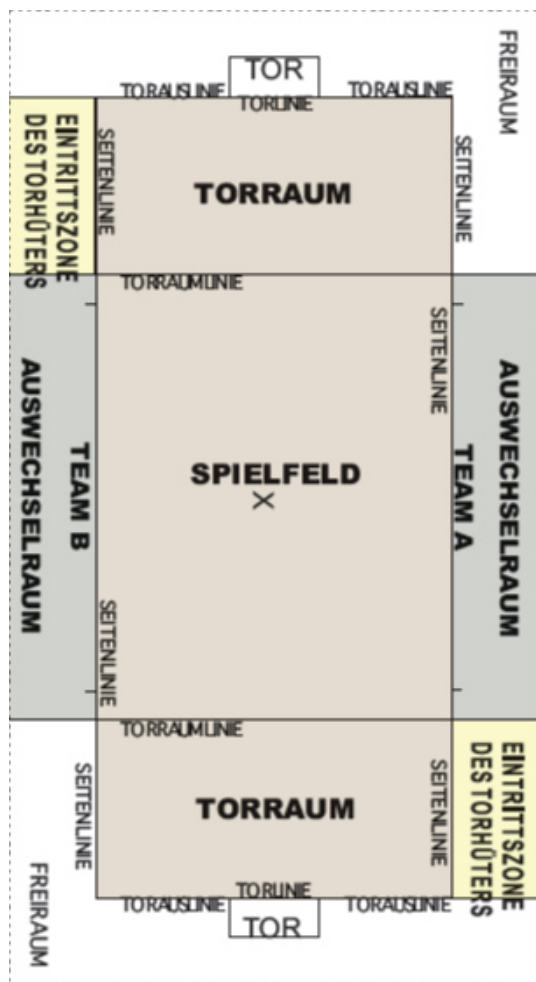 TOR
FREIRAUM
TORAUSLINIE
TORLINIE
TORAUSLINIE
EINTRITTSZONE
DES TORHÜTERS
SEITENLINIE
TORRAUM
SEITENLINIE
TORRAUMLINIE
SEITENLINIE
AUSWECHSELRAUM
TEAM B
SPIELFELD
X
TEAM A
AUSWECHSELRAUM
SEITENLINIE
TORRAUMLINIE
SEITENLINIE
TORRAUM
SEITENLINIE
EINTRITTSZONE
DES TORHÜTERS
FREIRAUM
TORAUSLINIE
TORLINIE
TORAUSLINIE
TOR